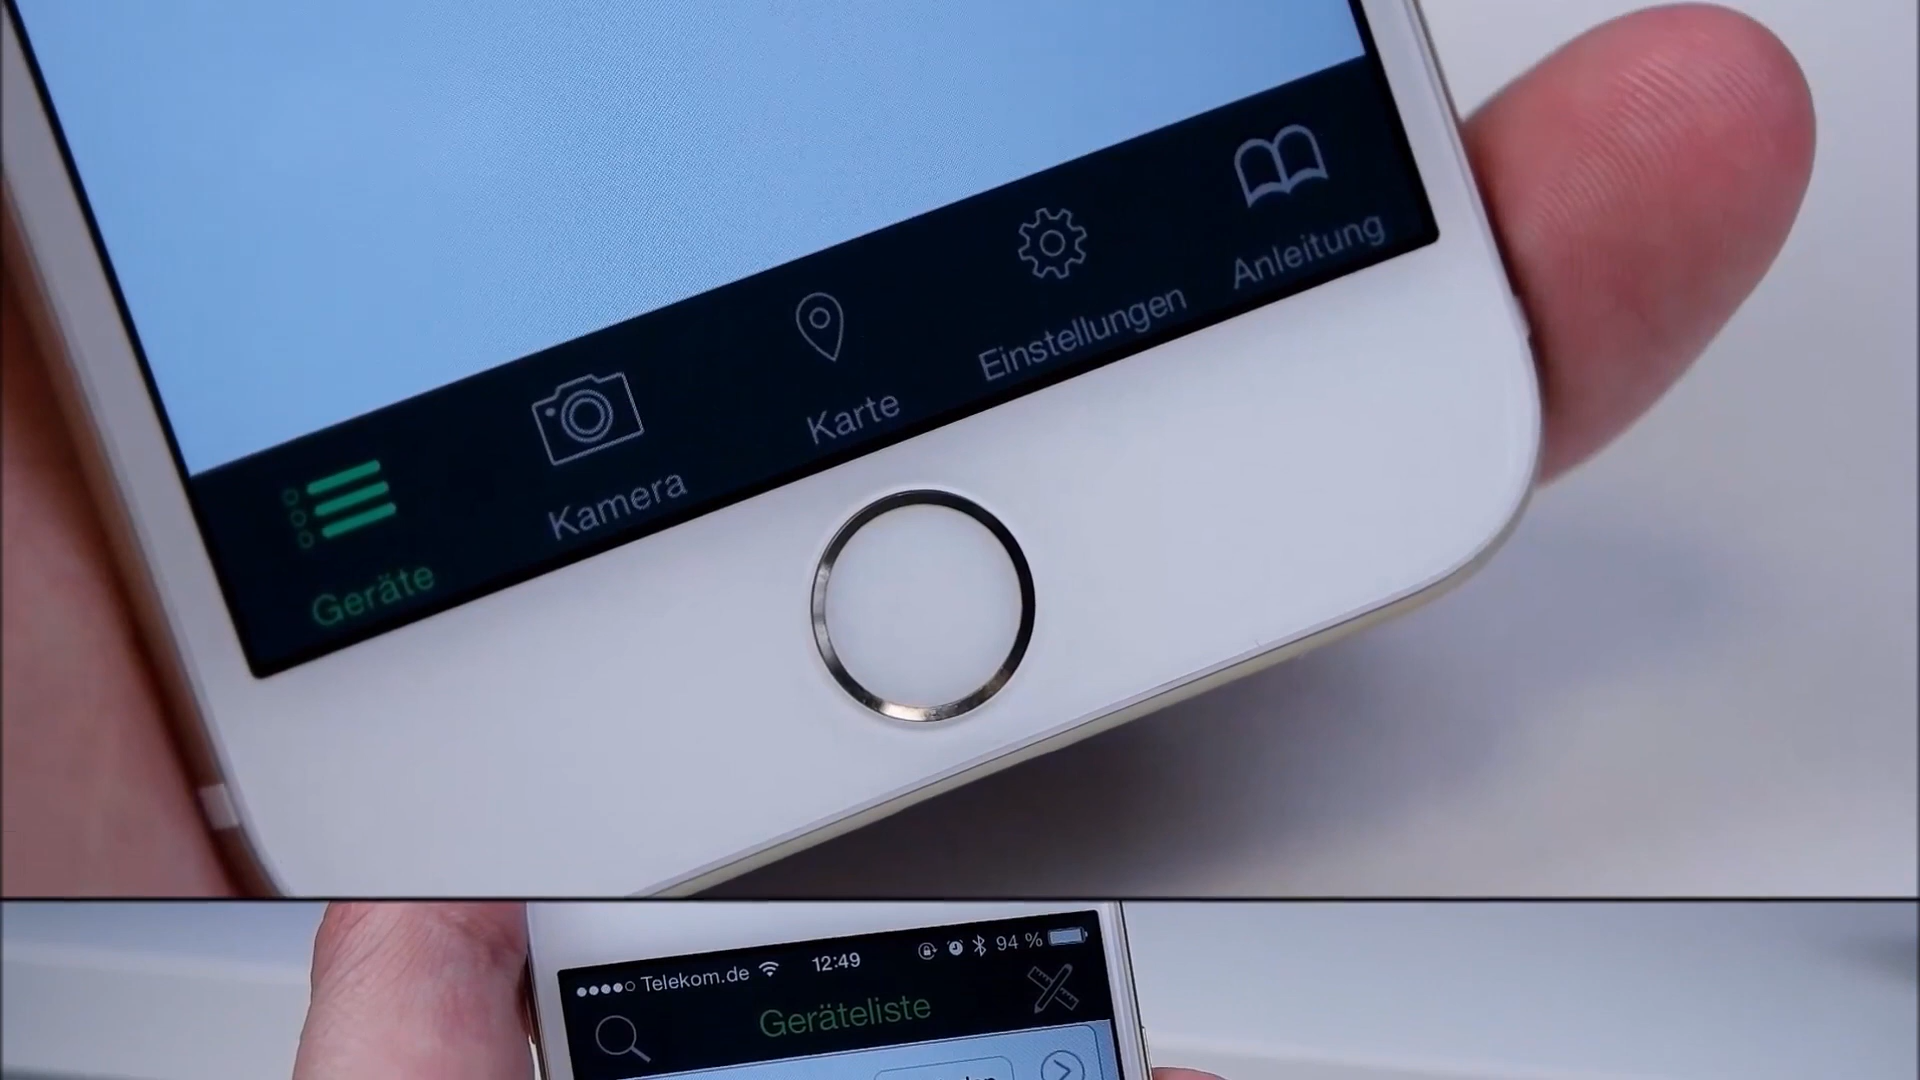 Geräte
Kamera
Karte
Einstellungen
Anleitung
Telekom.de 12:49 94 %
Geräteliste